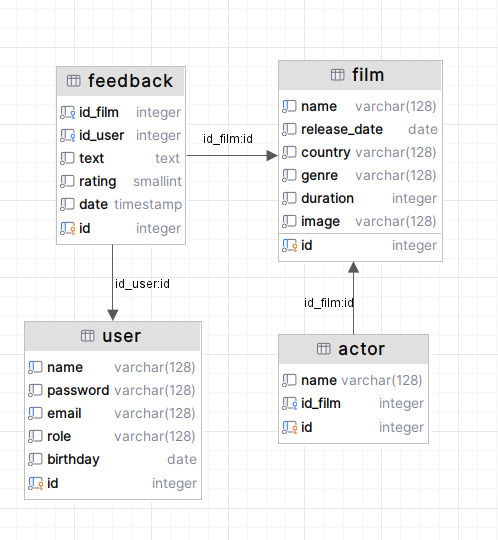 feedback
id_film integer
id_user integer
text text
rating smallint
date timestamp
id integer
id_film:id
film
name varchar(128)
release_date date
country varchar(128)
genre varchar(128)
duration integer
image varchar(128)
id integer
id_user:id
id_film:id
user
name varchar(128)
password varchar(128)
email varchar(128)
role varchar(128)
birthday date
id integer
actor
name varchar(128)
id_film integer
id integer